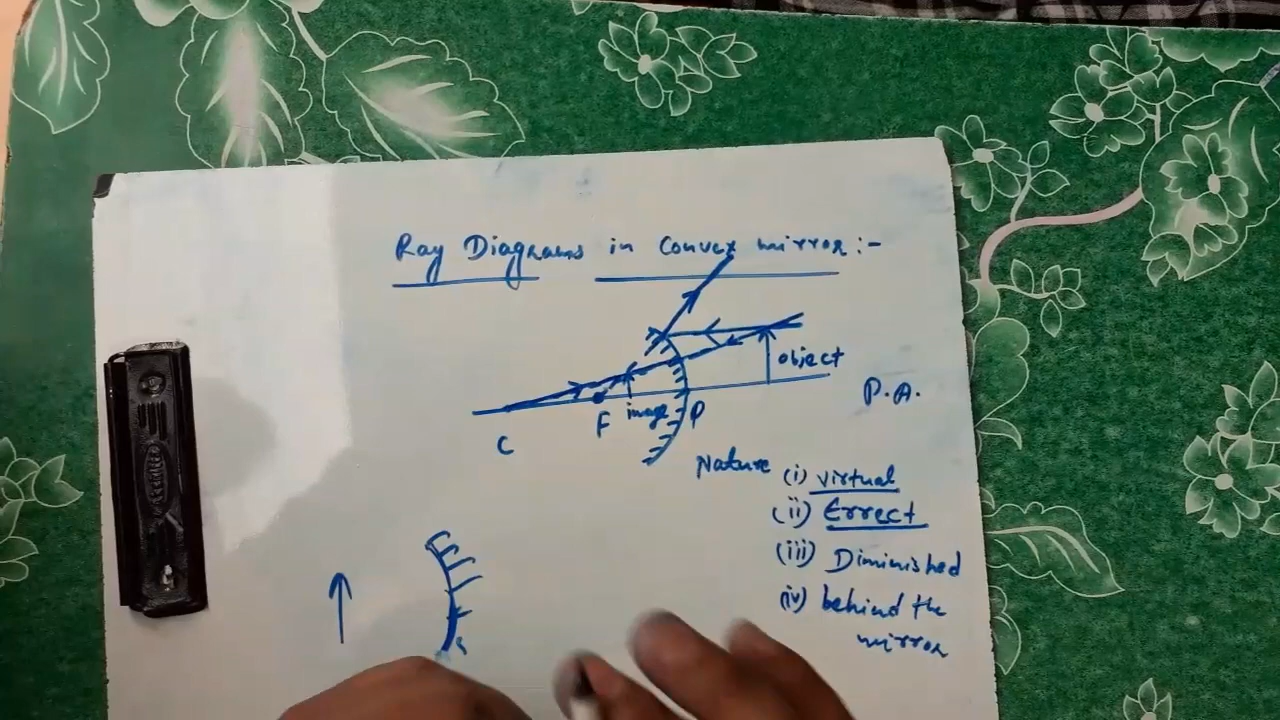 Ray Diagrams in Convex mirror :-
object
P.A.
F image P
C
Nature (i) virtual
(ii) Errect
(iii) Diminished
(iv) behind the
mirror